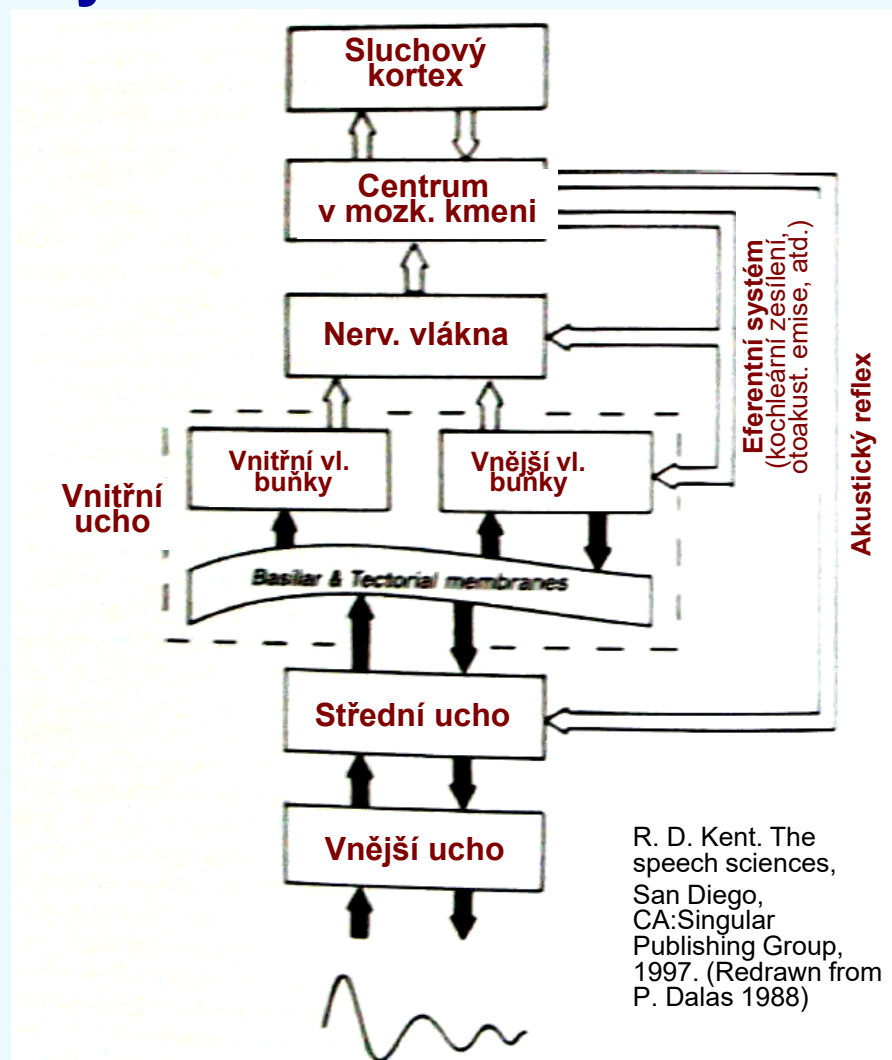 Sluchový
kortex
Centrum
v mozk. kmeni
Nerv. vlákna
Vnitřní vl.
buňky
Vnější vl.
buňky
Vnitřní
ucho
Basilar & Tectorial membranes
Střední ucho
Vnější ucho
Eferentní systém
(kochleární zesílení,
otoakust. emise, atd.)
Akustický reflex
R. D. Kent. The
speech sciences,
San Diego,
CA:Singular
Publishing Group,
1997. (Redrawn from
P. Dalas 1988)